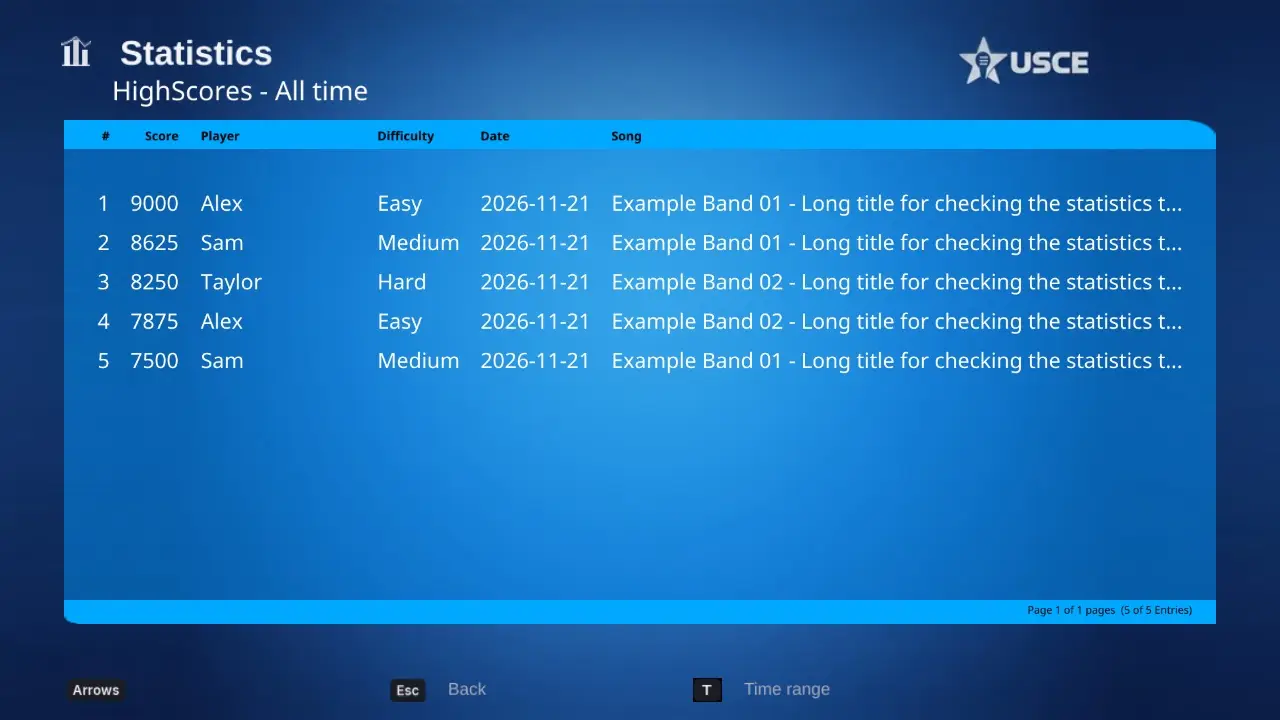 Statistics
HighScores - All time
USCE
# Score Player Difficulty Date Song
1 9000 Alex Easy 2026-11-21 Example Band 01 - Long title for checking the statistics t...
2 8625 Sam Medium 2026-11-21 Example Band 01 - Long title for checking the statistics t...
3 8250 Taylor Hard 2026-11-21 Example Band 02 - Long title for checking the statistics t...
4 7875 Alex Easy 2026-11-21 Example Band 02 - Long title for checking the statistics t...
5 7500 Sam Medium 2026-11-21 Example Band 01 - Long title for checking the statistics t...
Page 1 of 1 pages (5 of 5 Entries)
Arrows Esc Back T Time range